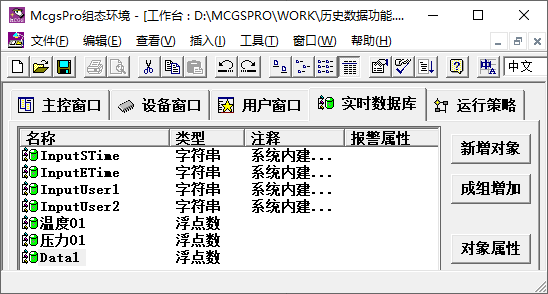 McgsPro组态环境 - [工作台 : D:\MCGSPRO\WORK\历史数据功能....
文件(F) 编辑(E) 查看(V) 插入(I) 工具(T) 窗口(W) 帮助(H)
中文
主控窗口 设备窗口 用户窗口 实时数据库 运行策略
名称 类型 注释 报警属性
InputSTime 字符串 系统内建...
InputETime 字符串 系统内建...
InputUser1 字符串 系统内建...
InputUser2 字符串 系统内建...
温度01 浮点数
压力01 浮点数
Data1 浮点数
新增对象
成组增加
对象属性